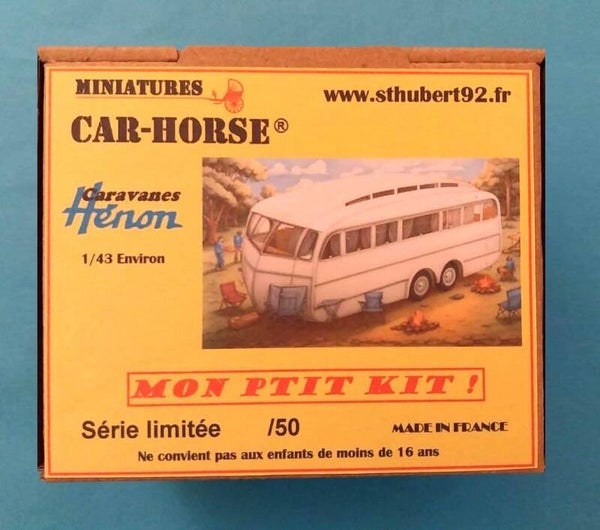 MINIATURES
www.sthubert92.fr
CAR-HORSE®
Caravanes
Hénon
1/43 Environ
MON PTIT KIT !
Série limitée /50
MADE IN FRANCE
Ne convient pas aux enfants de moins de 16 ans